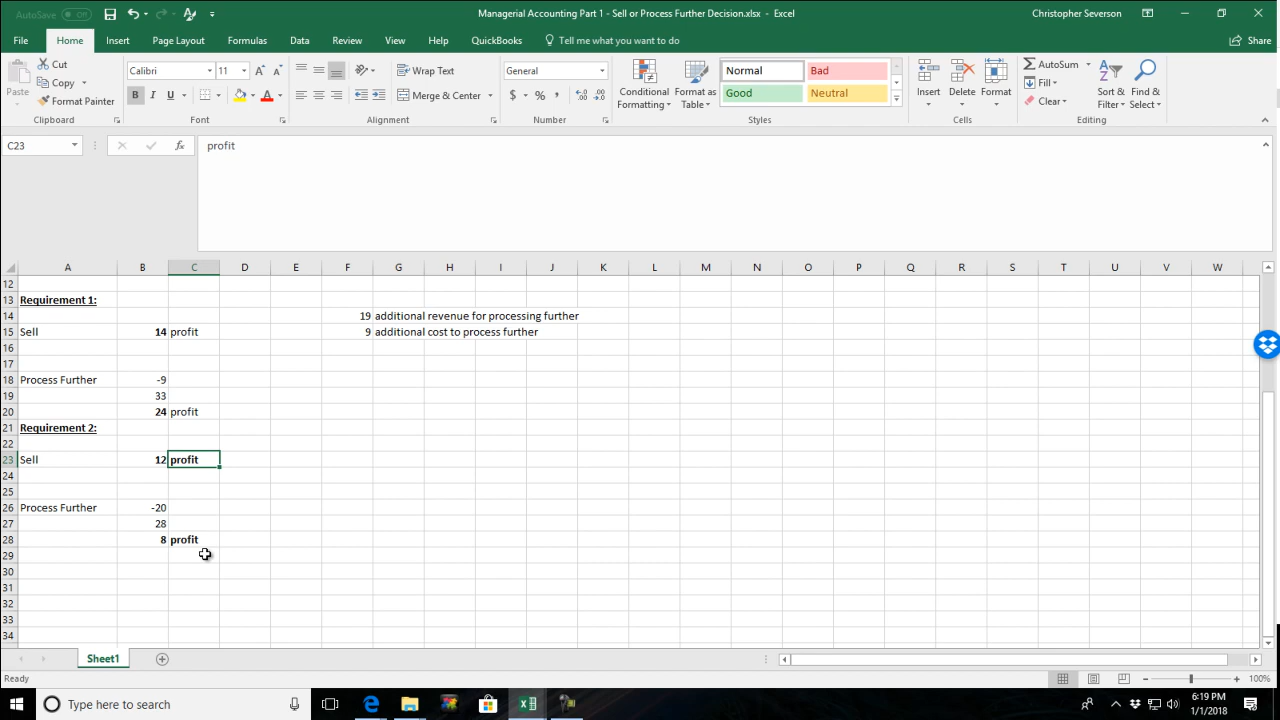 AutoSave Off Managerial Accounting Part 1 - Sell or Process Further Decision.xlsx - Excel Christopher Severson
File Home Insert Page Layout Formulas Data Review View Help QuickBooks Tell me what you want to do Share
Paste Cut Copy Format Painter
Calibri 11 A A B I U A
ab Wrap Text Merge & Center
General $ % , .0 .00 .00 .0
Conditional Formatting Format as Table
Normal Bad Good Neutral
Insert Delete Format
AutoSum Fill Clear Sort & Filter Find & Select
Clipboard Font Alignment Number Styles Cells Editing
C23 fx profit
A B C D E F G H I J K L M N O P Q R S T U V W
12
13 Requirement 1:
14 19 additional revenue for processing further
15 Sell 14 profit 9 additional cost to process further
16
17
18 Process Further -9
19 33
20 24 profit
21 Requirement 2:
22
23 Sell 12 profit
24
25
26 Process Further -20
27 28
28 8 profit
29
30
31
32
33
34
Sheet1
Ready 100%
Type here to search 6:19 PM
1/1/2018